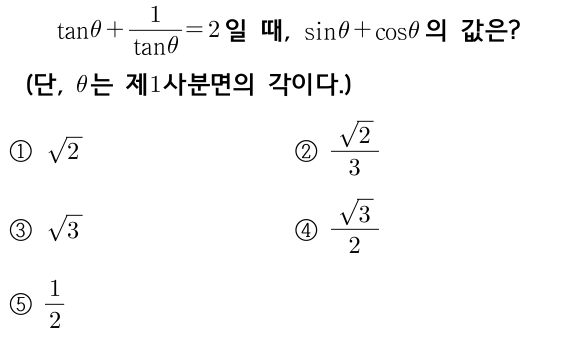 tanθ + 1/tanθ = 2 일 때, sinθ + cosθ 의 값은?
(단, θ는 제1사분면의 각이다.)
① √2 ② √2/3
③ √3 ④ √3/2
⑤ 1/2